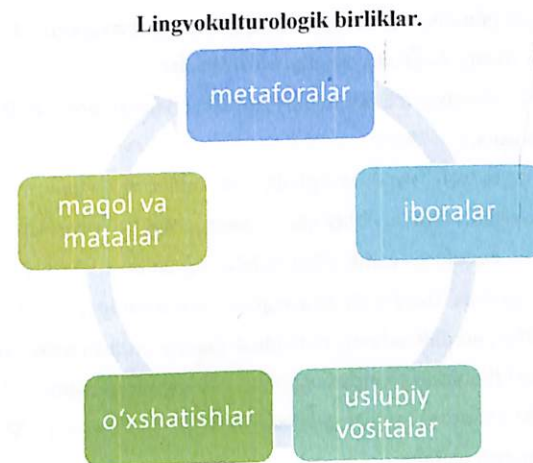 Lingvokulturologik birliklar.
metaforalar
iboralar
uslubiy
vositalar
o‘xshatishlar
maqol va
matallar